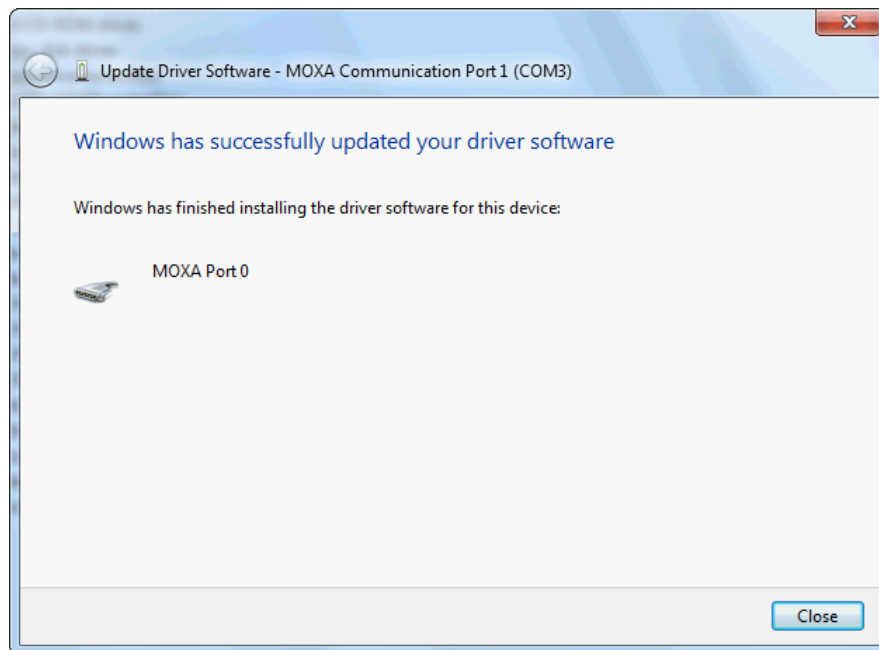 Update Driver Software - MOXA Communication Port 1 (COM3)
Windows has successfully updated your driver software
Windows has finished installing the driver software for this device:
MOXA Port 0
Close